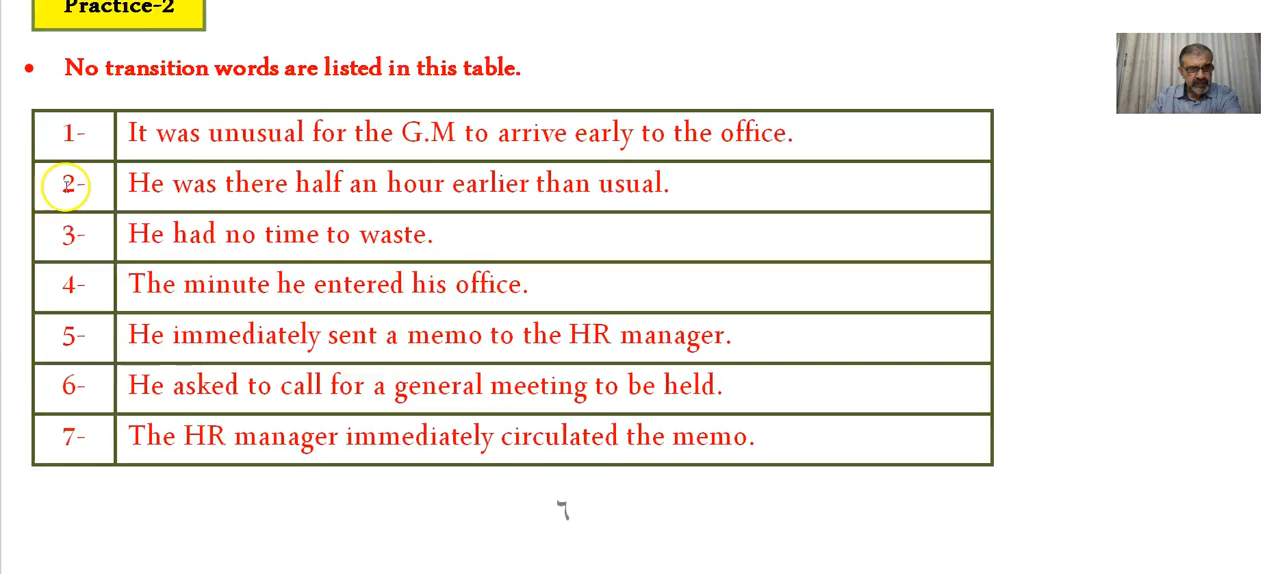 Practice-2
• No transition words are listed in this table.
1- It was unusual for the G.M to arrive early to the office.
2- He was there half an hour earlier than usual.
3- He had no time to waste.
4- The minute he entered his office.
5- He immediately sent a memo to the HR manager.
6- He asked to call for a general meeting to be held.
7- The HR manager immediately circulated the memo.
٦